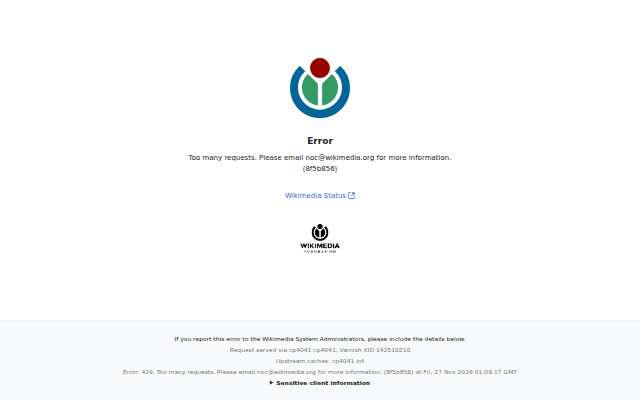 Error
Too many requests. Please email noc@wikimedia.org for more information.
(8f5b856)
Wikimedia Status
WIKIMEDIA
FOUNDATION
If you report this error to the Wikimedia System Administrators, please include the details below.
Request served via cp4041 cp4041, Varnish XID 142510210
Upstream caches: cp4041 int
Error: 429, Too many requests. Please email noc@wikimedia.org for more information. (8f5b856) at Fri, 27 Nov 2026 01:09:17 GMT
Sensitive client information